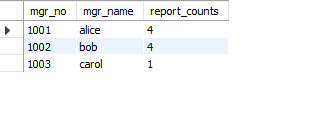 mgr_no mgr_name report_counts
1001 alice 4
1002 bob 4
1003 carol 1